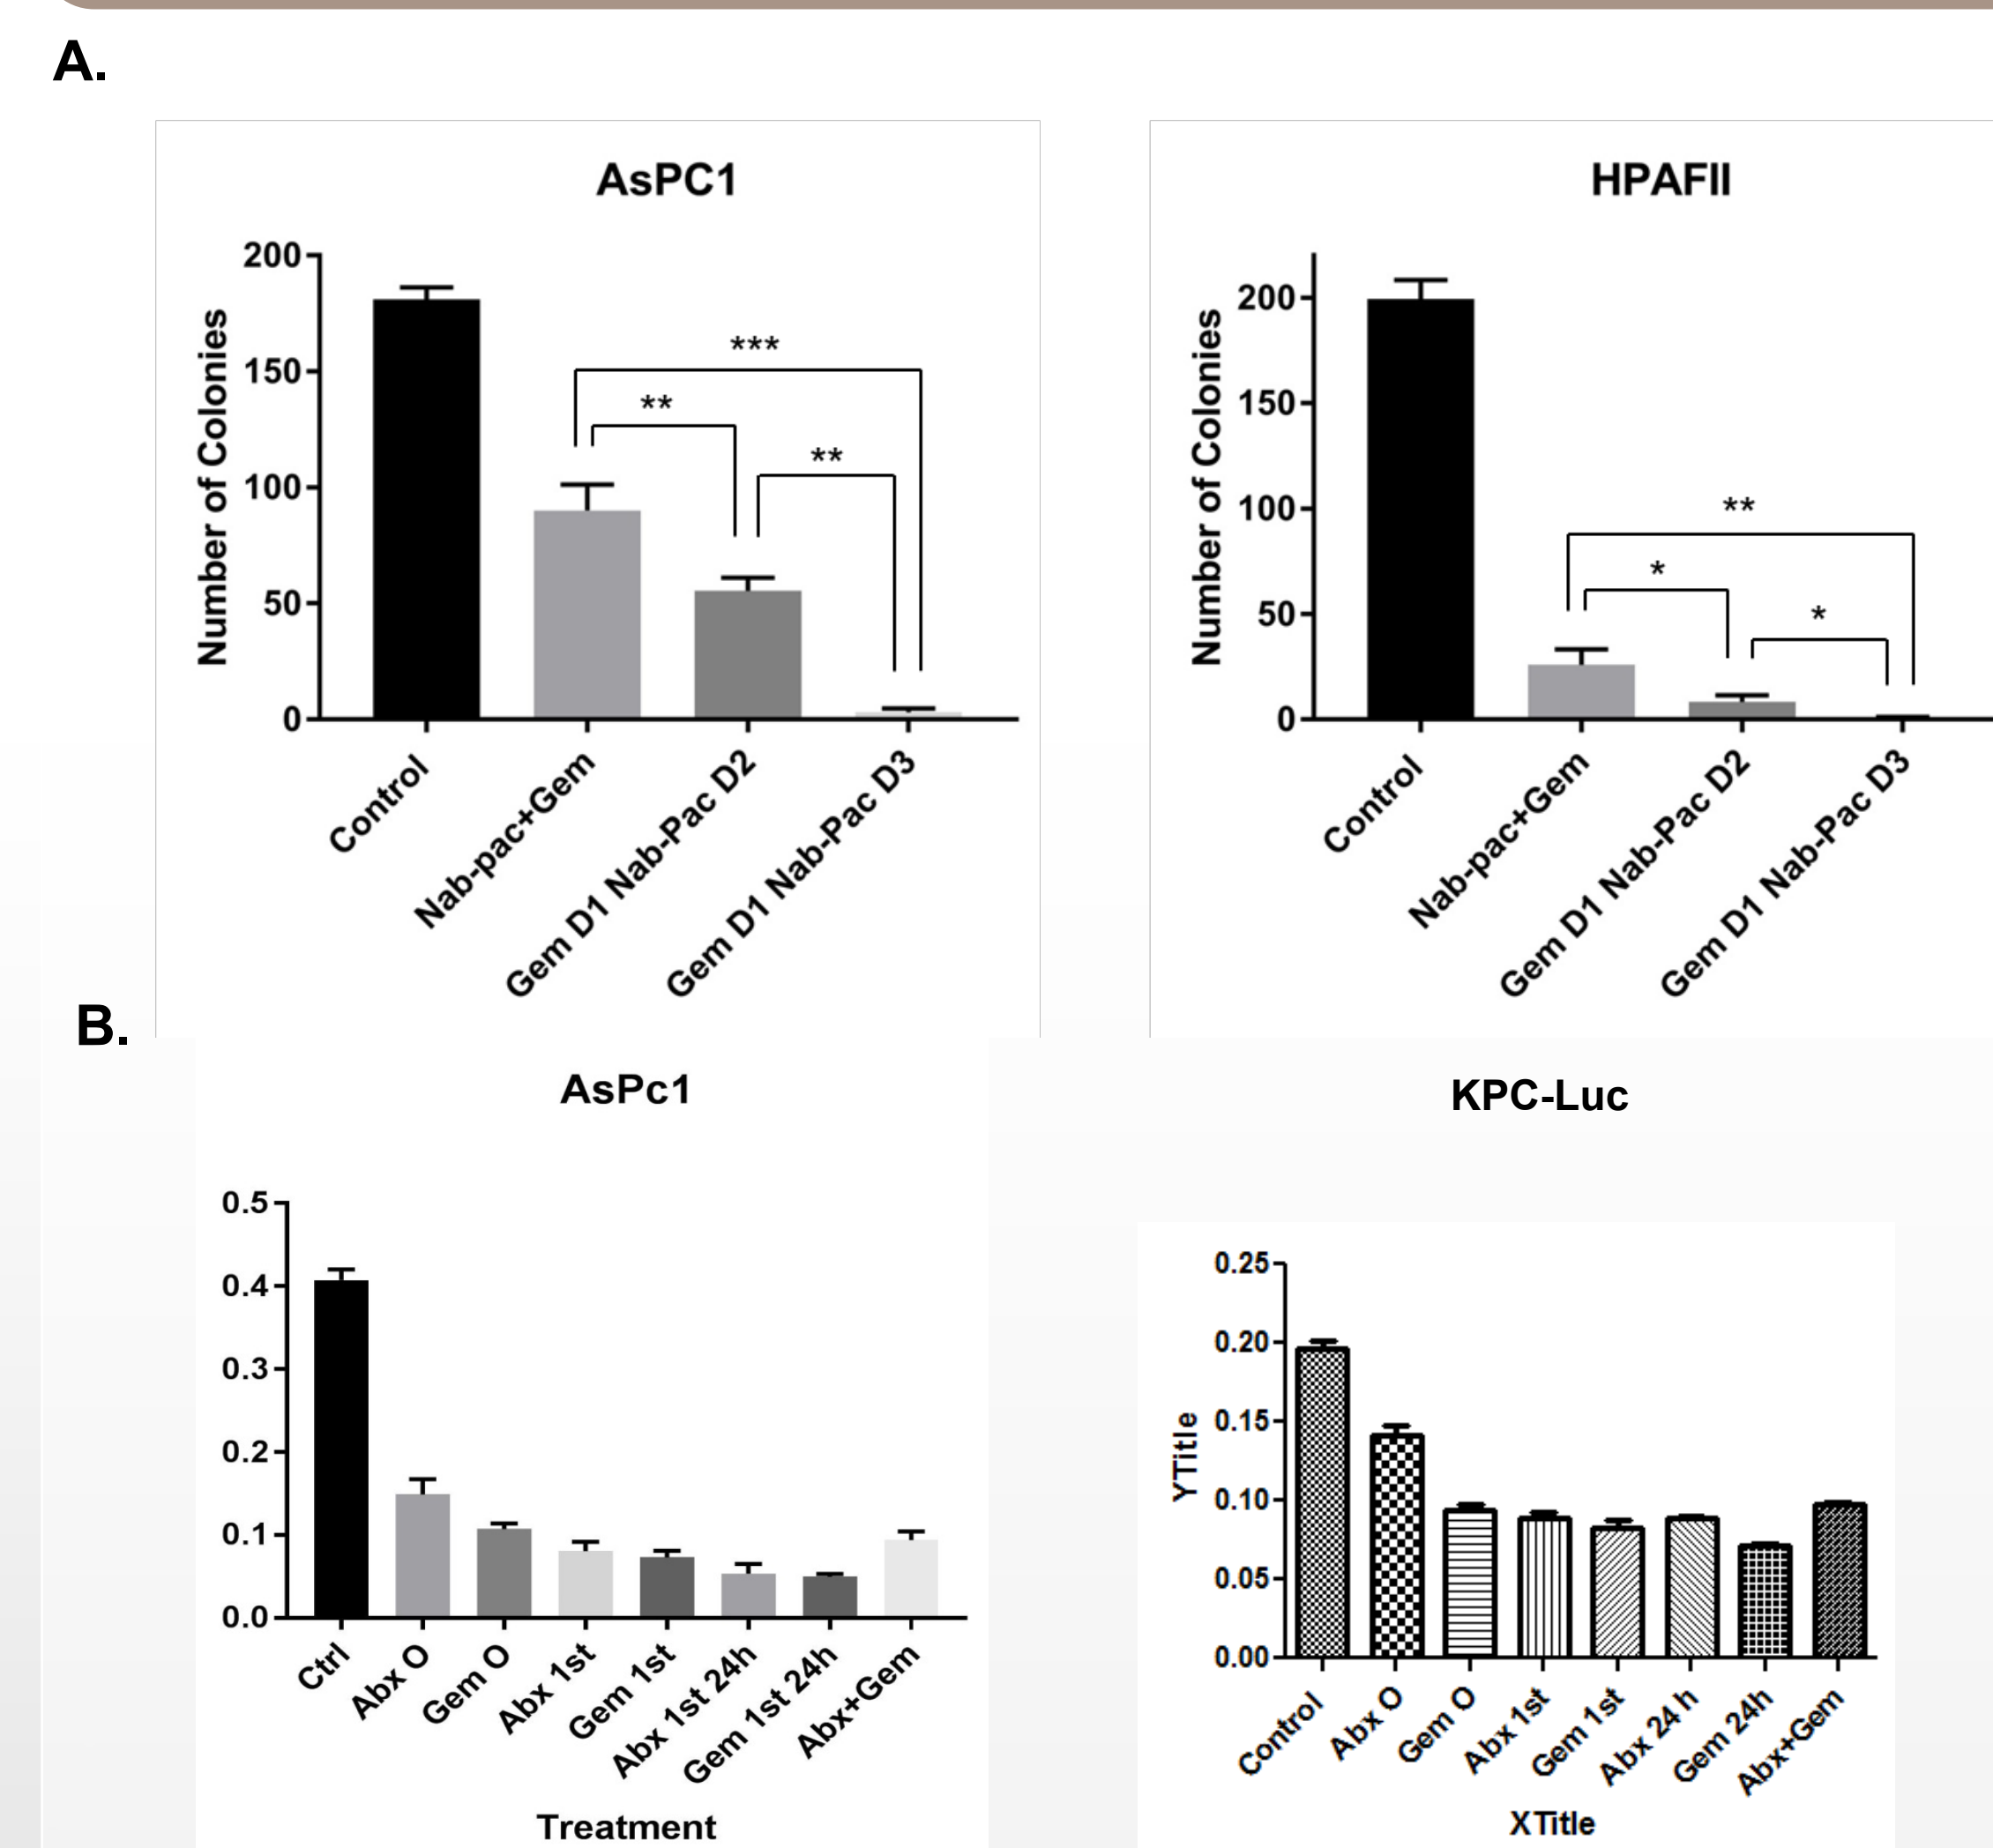 A.
AsPC1
Number of Colonies
200
150
100
50
0
***
**
**
Control
Nab-pac+Gem
Gem D1 Nab-Pac D2
Gem D1 Nab-Pac D3
HPAFII
Number of Colonies
200
150
100
50
0
**
*
*
Control
Nab-pac+Gem
Gem D1 Nab-Pac D2
Gem D1 Nab-Pac D3
B.
AsPc1
0.5
0.4
0.3
0.2
0.1
0.0
Ctrl
Abx O
Gem O
Abx 1st
Gem 1st
Abx 1st 24h
Gem 1st 24h
Abx+Gem
Treatment
KPC-Luc
YTitle
0.25
0.20
0.15
0.10
0.05
0.00
Control
Abx O
Gem O
Abx 1st
Gem 1st
Abx 24 h
Gem 24h
Abx+Gem
XTitle